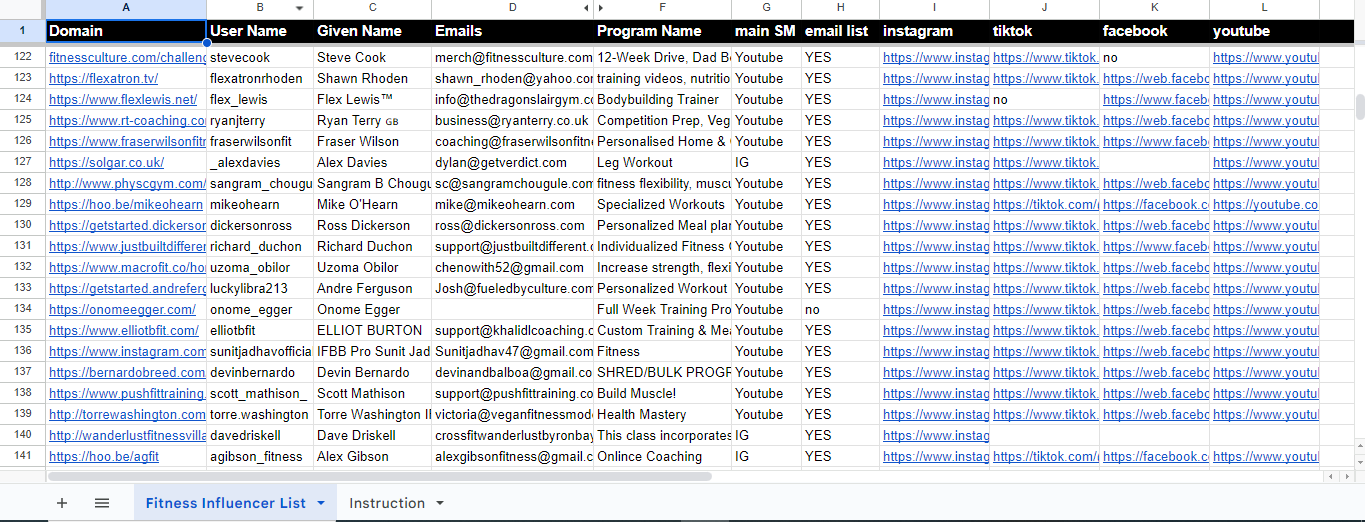 A B C D F G H I J K L
1 Domain User Name Given Name Emails Program Name main SM email list instagram tiktok facebook youtube
122 fitnessculture.com/challeng stevecook Steve Cook merch@fitnessculture.com 12-Week Drive, Dad B Youtube YES https://www.instag https://www.tiktok. no https://www.youtul
123 https://flexatron.tv/ flexatronrhoden Shawn Rhoden shawn_rhoden@yahoo.com training videos, nutritio Youtube YES https://www.instag https://www.tiktok. https://web.facebo https://www.youtul
124 https://www.flexlewis.net/ flex_lewis Flex Lewis™ info@thedragonslairgym.co Bodybuilding Trainer Youtube YES https://www.instag no https://www.faceb https://www.youtul
125 https://www.rt-coaching.co ryanjterry Ryan Terry GB business@ryanterry.co.uk Competition Prep, Veg Youtube YES https://www.instag https://www.tiktok. https://web.facebo https://www.youtul
126 https://www.fraserwilsonfitn fraserwilsonfit Fraser Wilson coaching@fraserwilsonfitne Personalised Home & Youtube YES https://www.instag https://www.tiktok. https://www.faceb https://www.youtul
127 https://solgar.co.uk/ _alexdavies Alex Davies dylan@getverdict.com Leg Workout IG YES https://www.instag https://www.tiktok. https://www.youtul
128 http://www.physcgym.com/ sangram_chougu Sangram B Chougu sc@sangramchougule.com fitness flexibility, muscu Youtube YES https://www.instag https://www.tiktok. https://web.facebo https://www.youtul
129 https://hoo.be/mikeohearn mikeohearn Mike O'Hearn mike@mikeohearn.com Specialized Workouts Youtube YES https://www.instag https://tiktok.com/ https://facebook.co https://youtube.co
130 https://getstarted.dickerson dickersonross Ross Dickerson ross@dickersonross.com Personalized Meal plan Youtube YES https://www.instag https://www.tiktok. https://web.facebo https://www.youtul
131 https://www.justbuiltdifferen richard_duchon Richard Duchon support@justbuiltdifferent.c Individualized Fitness Youtube YES https://www.instag https://www.tiktok. https://www.faceb https://www.youtul
132 https://www.macrofit.co/ho uzoma_obilor Uzoma Obilor chenowith52@gmail.com Increase strength, flexi Youtube YES https://www.instag https://www.tiktok. https://web.facebo https://www.youtul
133 https://getstarted.andreferg luckylibra213 Andre Ferguson Josh@fueledbyculture.com Personalized Workout Youtube YES https://www.instag https://www.tiktok. https://web.facebo https://www.youtul
134 https://onomeegger.com/ onome_egger Onome Egger Full Week Training Pro Youtube no https://www.instag https://www.tiktok. https://web.facebo https://www.youtul
135 https://www.elliotbfit.com/ elliotbfit ELLIOT BURTON support@khalidlcoaching.c Custom Training & Mea Youtube YES https://www.instag https://www.tiktok. https://web.facebo https://www.youtul
136 https://www.instagram.com sunitjadhavofficia IFBB Pro Sunit Jad Sunitjadhav47@gmail.com Fitness Youtube YES https://www.instag https://www.tiktok. https://web.facebo https://www.youtul
137 https://bernardobreed.com devinbernardo Devin Bernardo devinandbalboa@gmail.co SHRED/BULK PROGR Youtube YES https://www.instag https://www.tiktok. https://web.facebo https://www.youtul
138 https://www.pushfittraining. scott_mathison_ Scott Mathison support@pushfittraining.co Build Muscle! Youtube YES https://www.instag https://www.tiktok. https://web.facebo https://www.youtul
139 http://torrewashington.com torre.washington Torre Washington II victoria@veganfitnessmod Health Mastery Youtube YES https://www.instag https://www.tiktok. https://web.facebo https://www.youtul
140 http://wanderlustfitnessvilla davedriskell Dave Driskell crossfitwanderlustbyronbay This class incorporates IG YES https://www.instag
141 https://hoo.be/agfit agibson_fitness Alex Gibson alexgibsonfitness@gmail.c Onlince Coaching IG YES https://www.instag https://tiktok.com/ https://facebook.co https://www.youtul
Fitness Influencer List Instruction